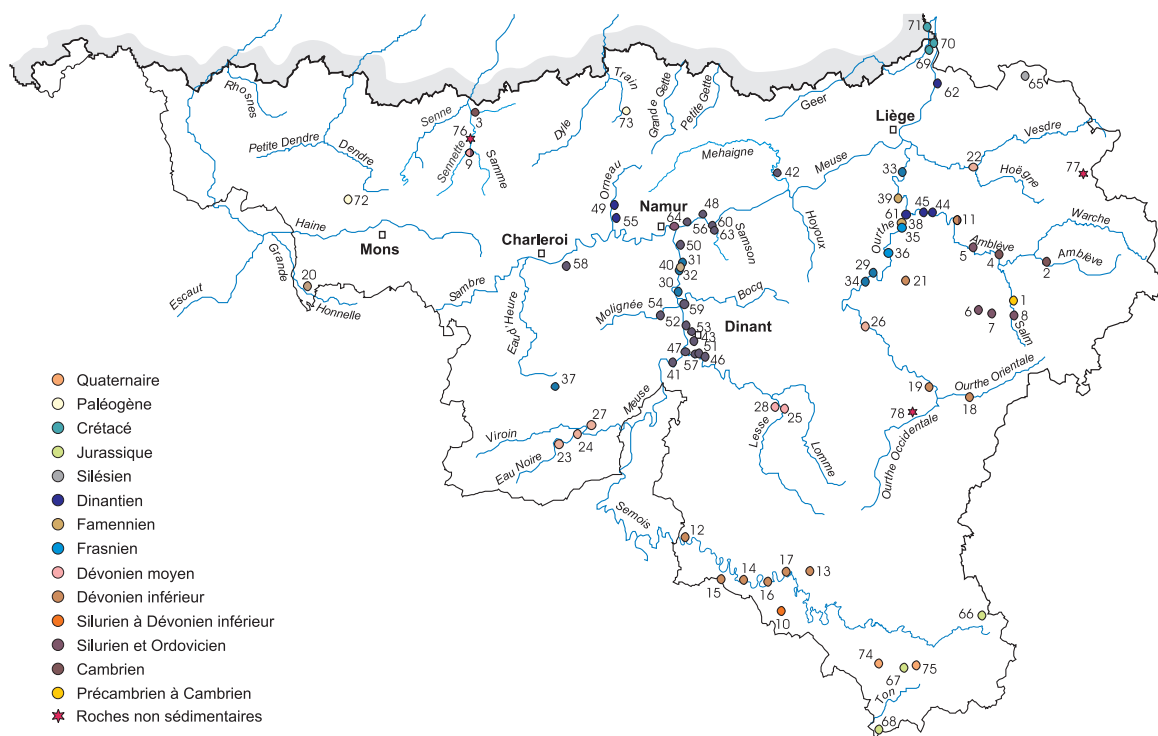 71
70
69
65
62
Rhosnes
Senne
3
Train
73
Grande Gette
Petite Gette
Geer
Liège
Vesdre
Petite Dendre
Dendre
76
Sennette
9
Samme
Dyle
Mehaigne
42
Meuse
33
22
Hoëgne
77
72
Orneau
49
55
Namur
64
48
56
60
63
Samson
Hoyoux
39
61
45
44
11
Warche
Haine
Mons
Charleroi
58
50
31
40
32
30
Ourthe
38
35
36
29
34
21
Amblève
5
4
2
Amblève
Escaut
Grande
20
Honnelle
Sambre
Eau d'Heure
Molignée
54
59
Bocq
52
53
43
Dinant
47
51
57
46
41
26
6
7
1
8
Salm
37
19
Ourthe Orientale
18
78
Ourthe Occidentale
28
25
Lesse
Lomme
27
Meuse
Viroin
24
23
Eau Noire
Semois
12
17
13
14
15
16
10
66
74
67
75
Ton
68
Quaternaire
Paléogène
Crétacé
Jurassique
Silésien
Dinantien
Famennien
Frasnien
Dévonien moyen
Dévonien inférieur
Silurien à Dévonien inférieur
Silurien et Ordovicien
Cambrien
Précambrien à Cambrien
Roches non sédimentaires